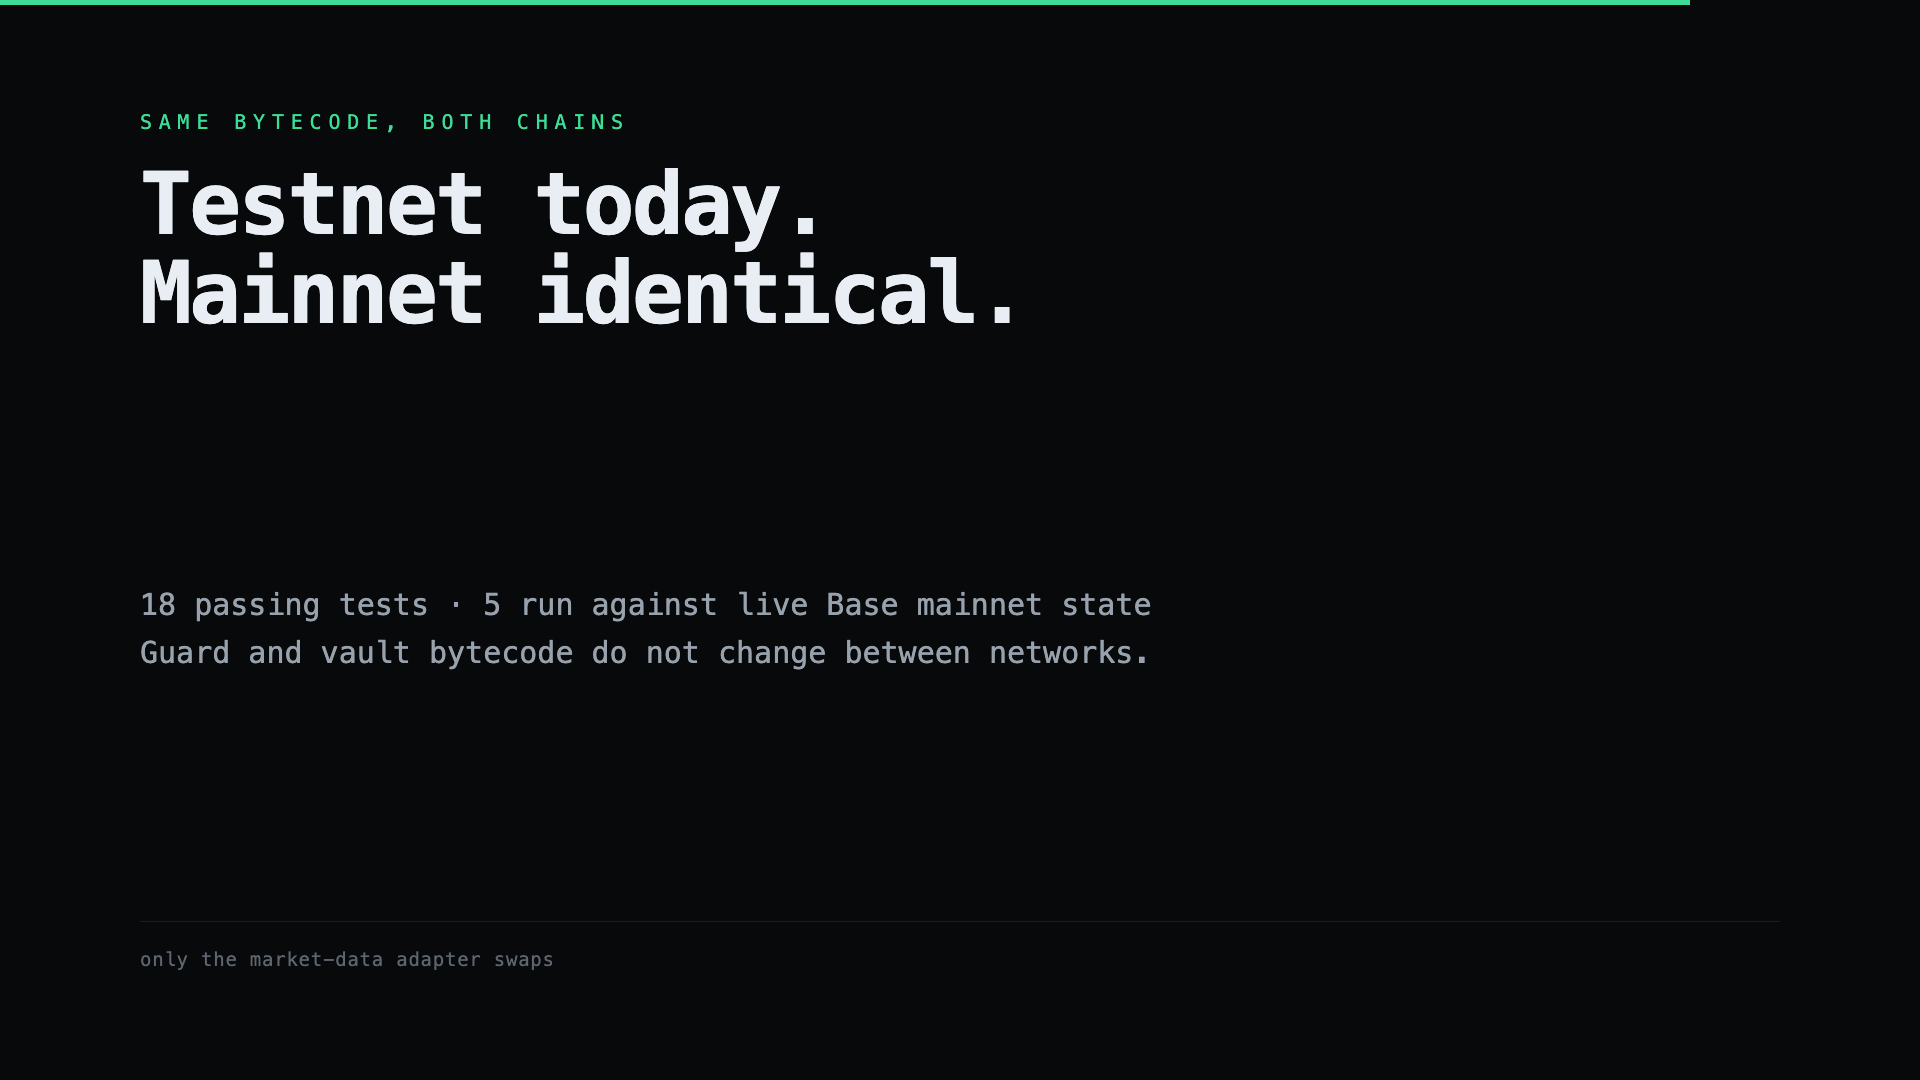 SAME BYTECODE, BOTH CHAINS
Testnet today.
Mainnet identical.
18 passing tests · 5 run against live Base mainnet state
Guard and vault bytecode do not change between networks.
only the market-data adapter swaps